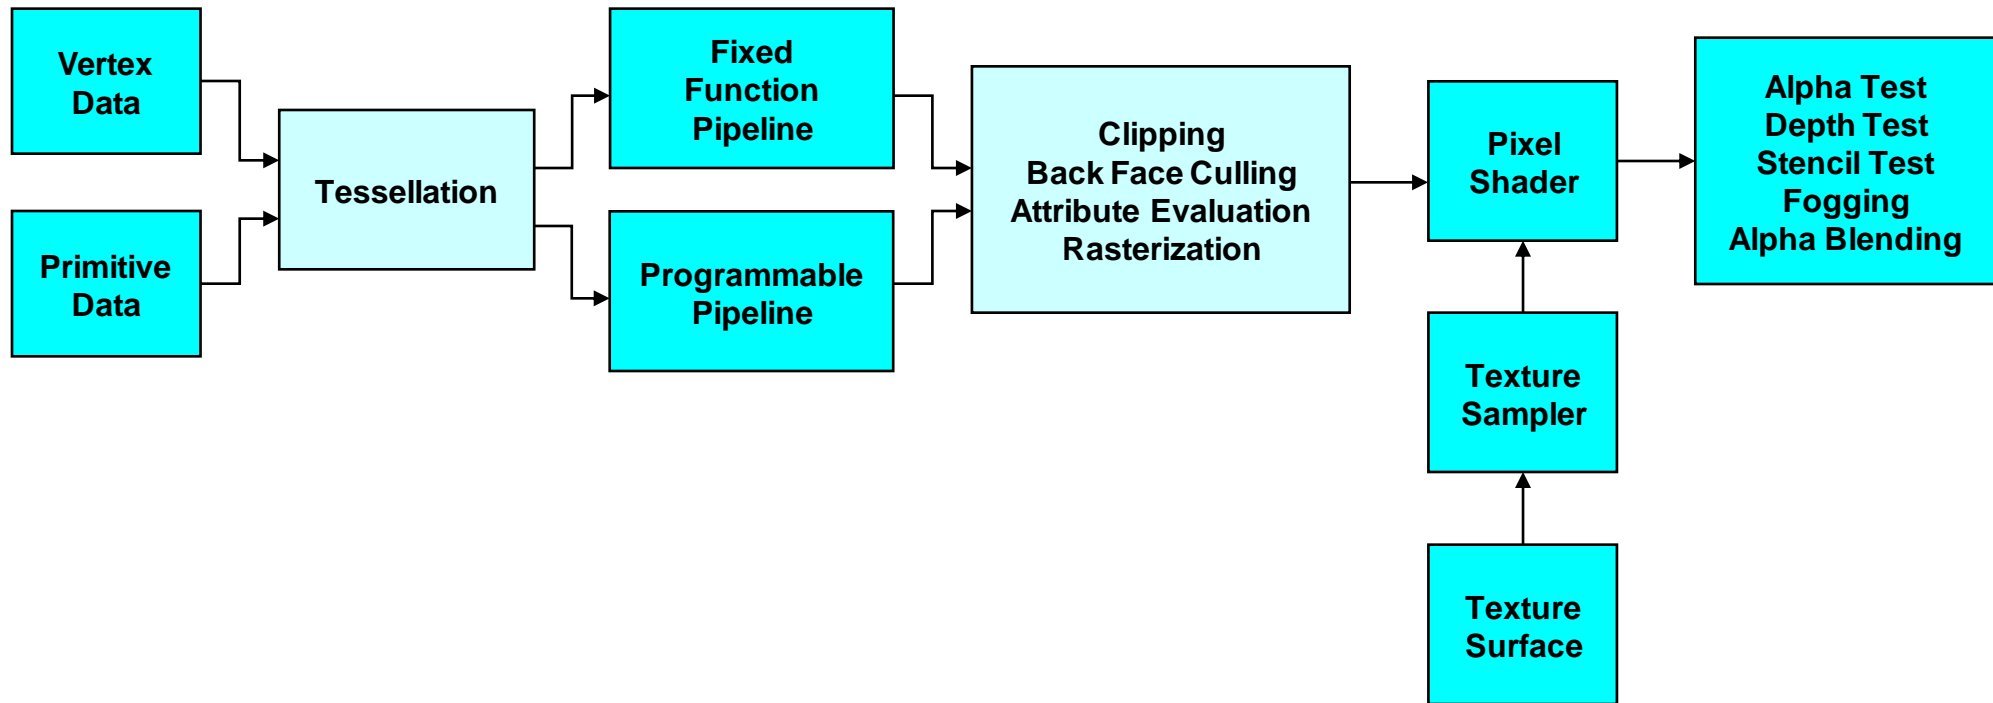 Vertex
Data
Primitive
Data
Tessellation
Fixed
Function
Pipeline
Programmable
Pipeline
Clipping
Back Face Culling
Attribute Evaluation
Rasterization
Pixel
Shader
Texture
Sampler
Texture
Surface
Alpha Test
Depth Test
Stencil Test
Fogging
Alpha Blending